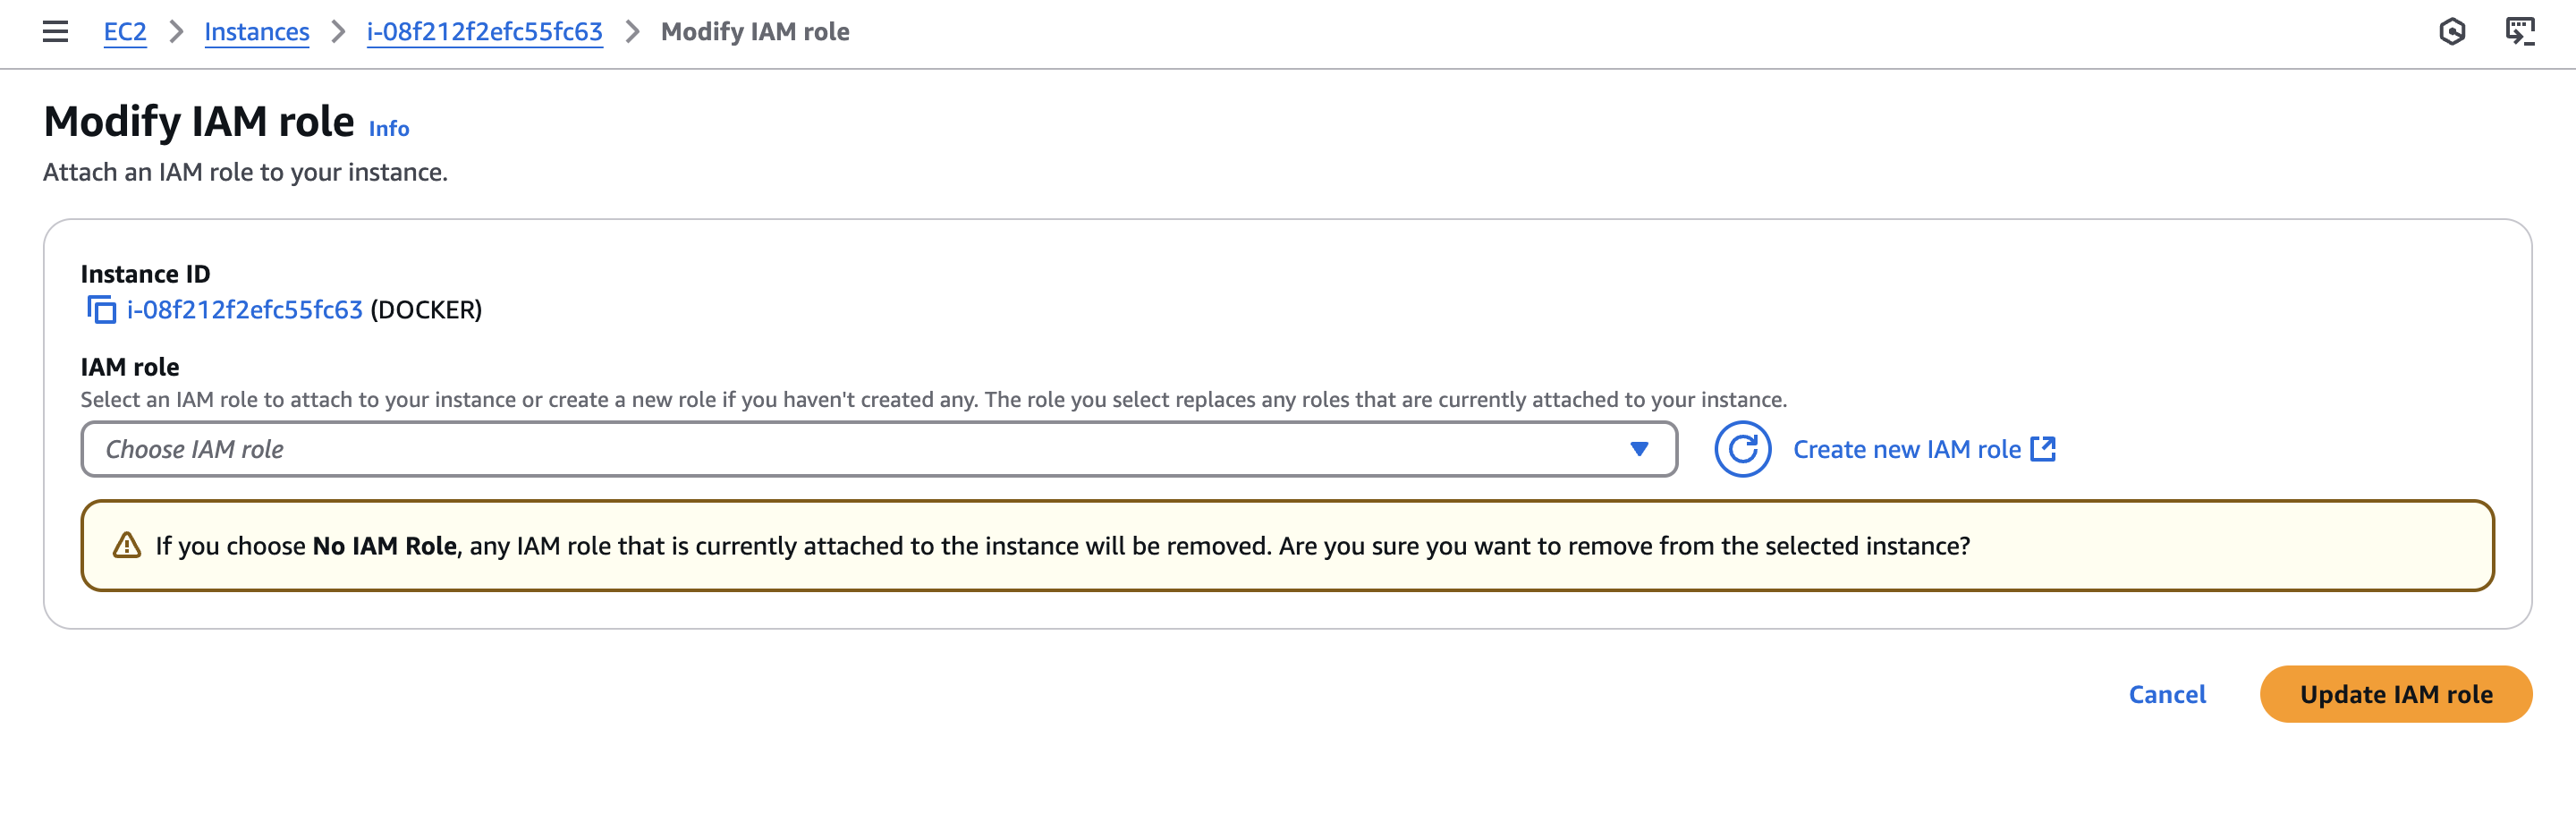 EC2 > Instances > i-08f212f2efc55fc63 > Modify IAM role
Modify IAM role Info
Attach an IAM role to your instance.
Instance ID
i-08f212f2efc55fc63 (DOCKER)
IAM role
Select an IAM role to attach to your instance or create a new role if you haven't created any. The role you select replaces any roles that are currently attached to your instance.
Choose IAM role
Create new IAM role
If you choose No IAM Role, any IAM role that is currently attached to the instance will be removed. Are you sure you want to remove from the selected instance?
Cancel
Update IAM role